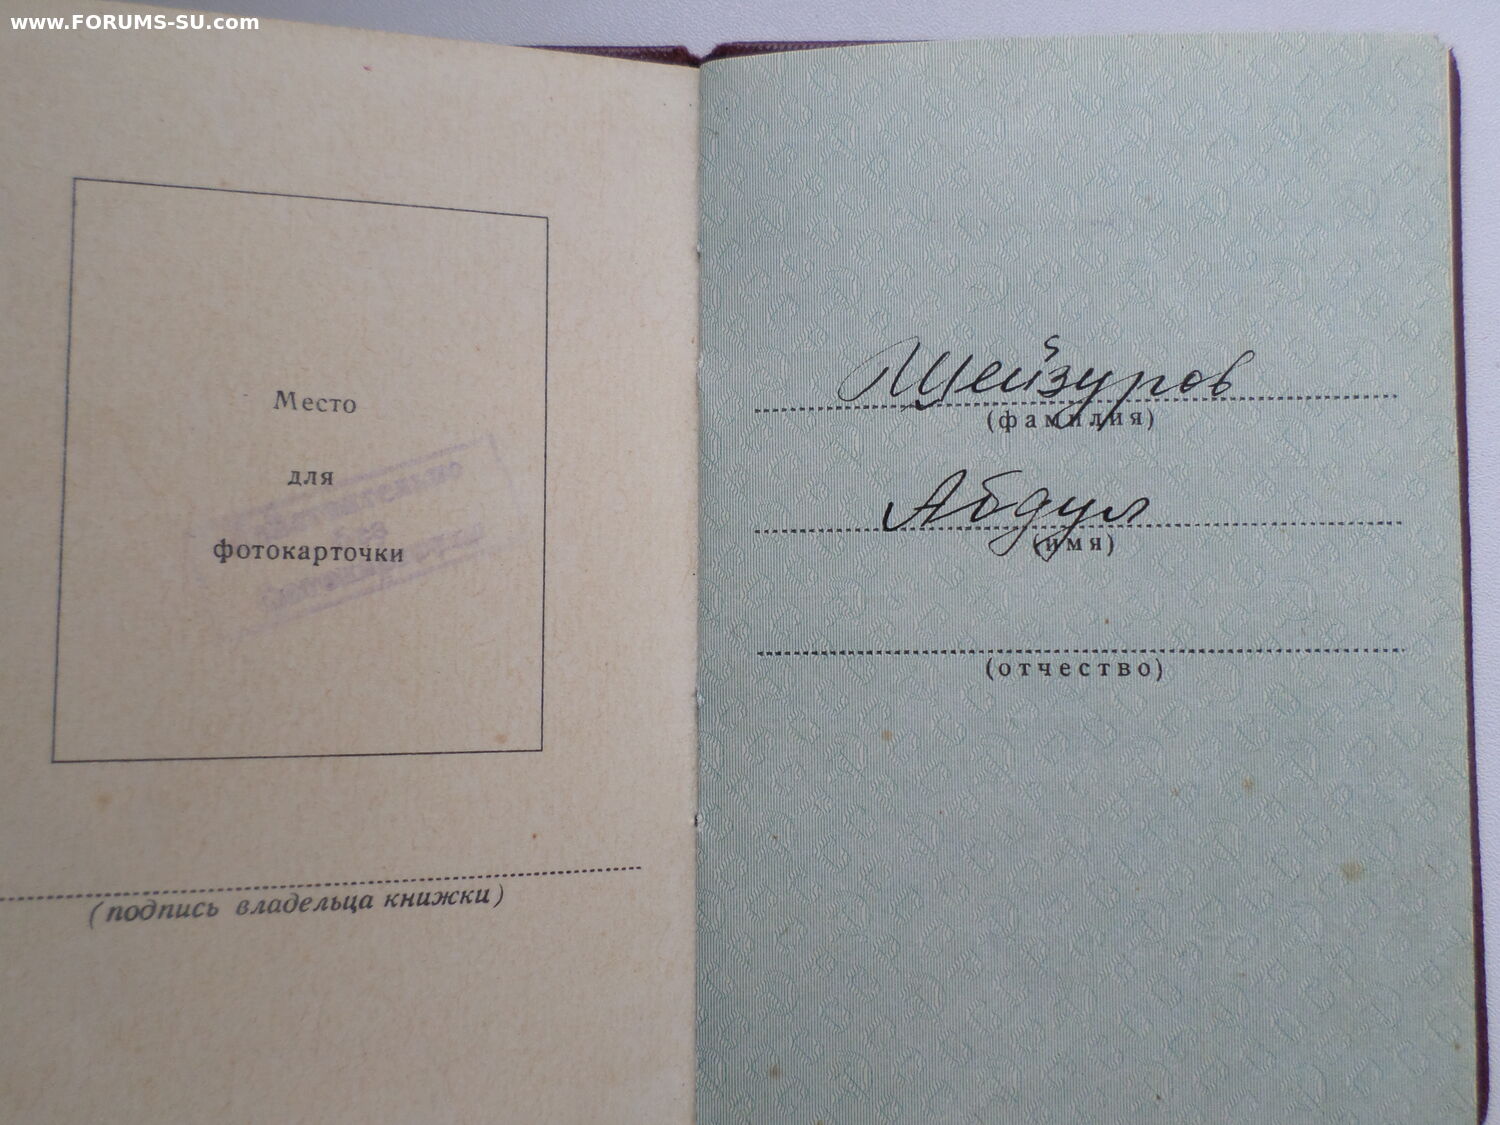 www.FORUMS-SU.com
Место
для
фотокарточки
(подпись владельца книжки)
Шейзуров
(фамилия)
Абдул
(имя)
(отчество)